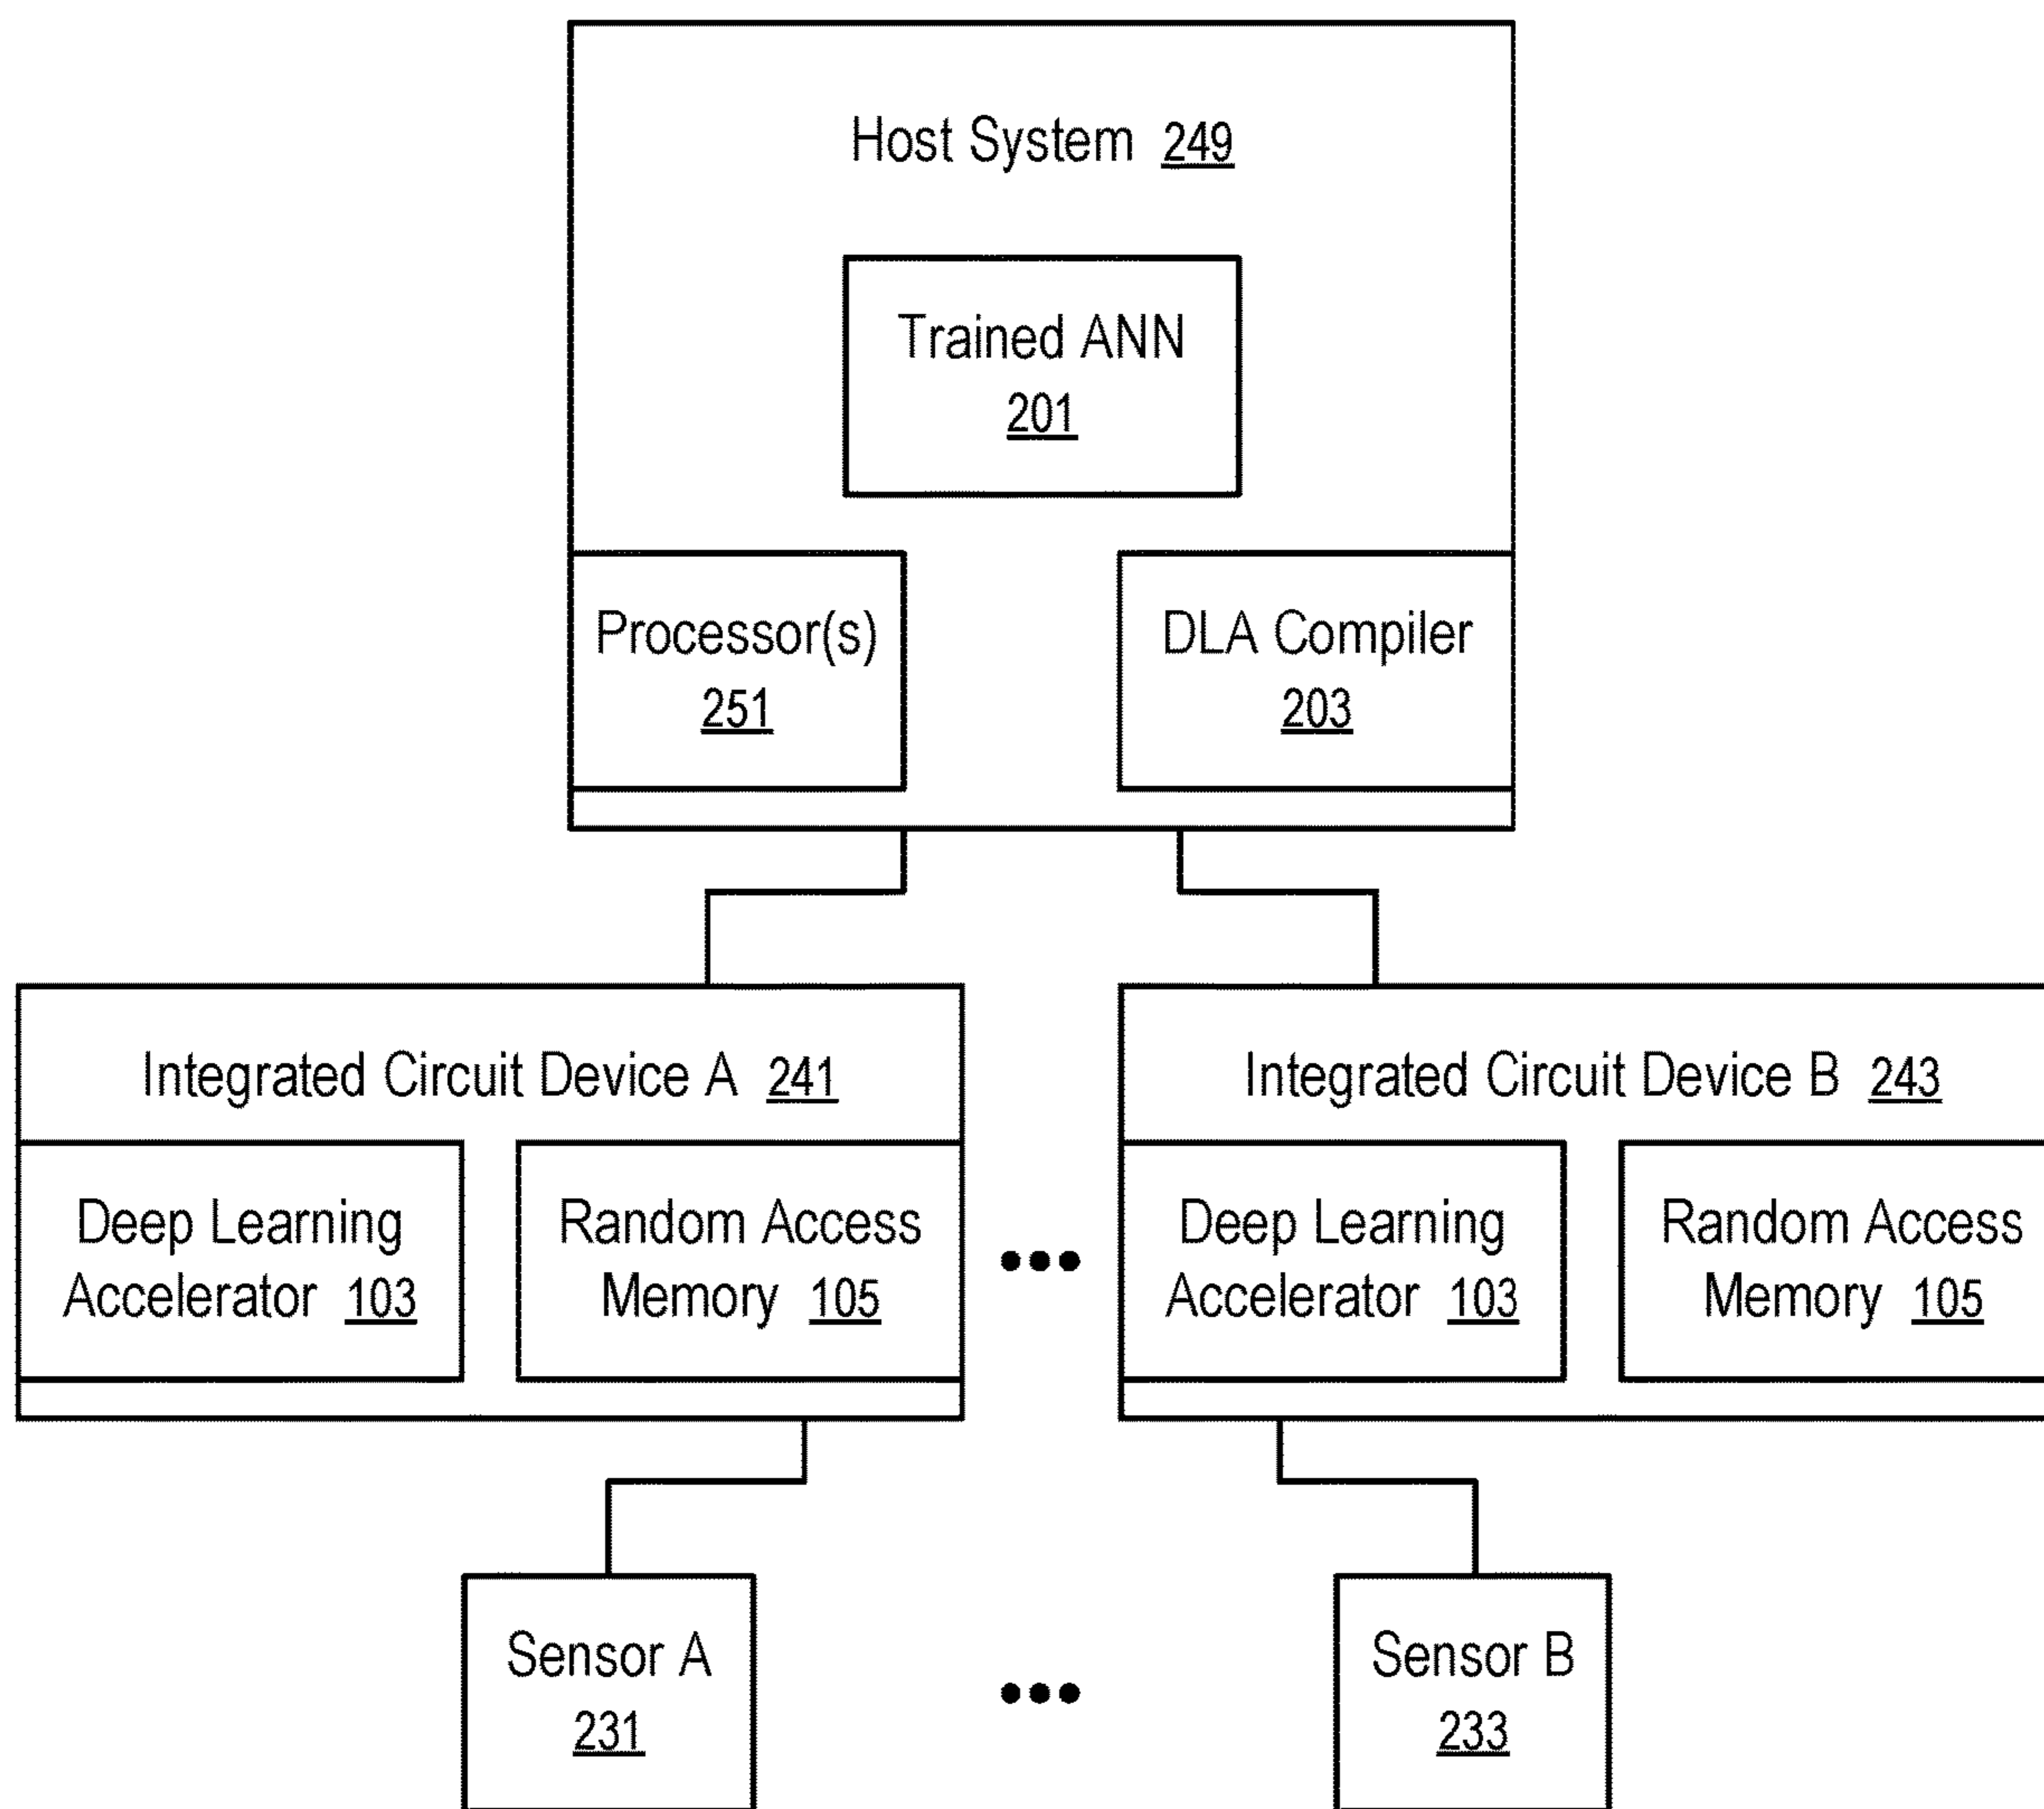 Host System 249
Trained ANN
201
Processor(s)
251
DLA Compiler
203
Integrated Circuit Device A 241
Deep Learning
Accelerator 103
Random Access
Memory 105
Integrated Circuit Device B 243
Deep Learning
Accelerator 103
Random Access
Memory 105
Sensor A
231
Sensor B
233